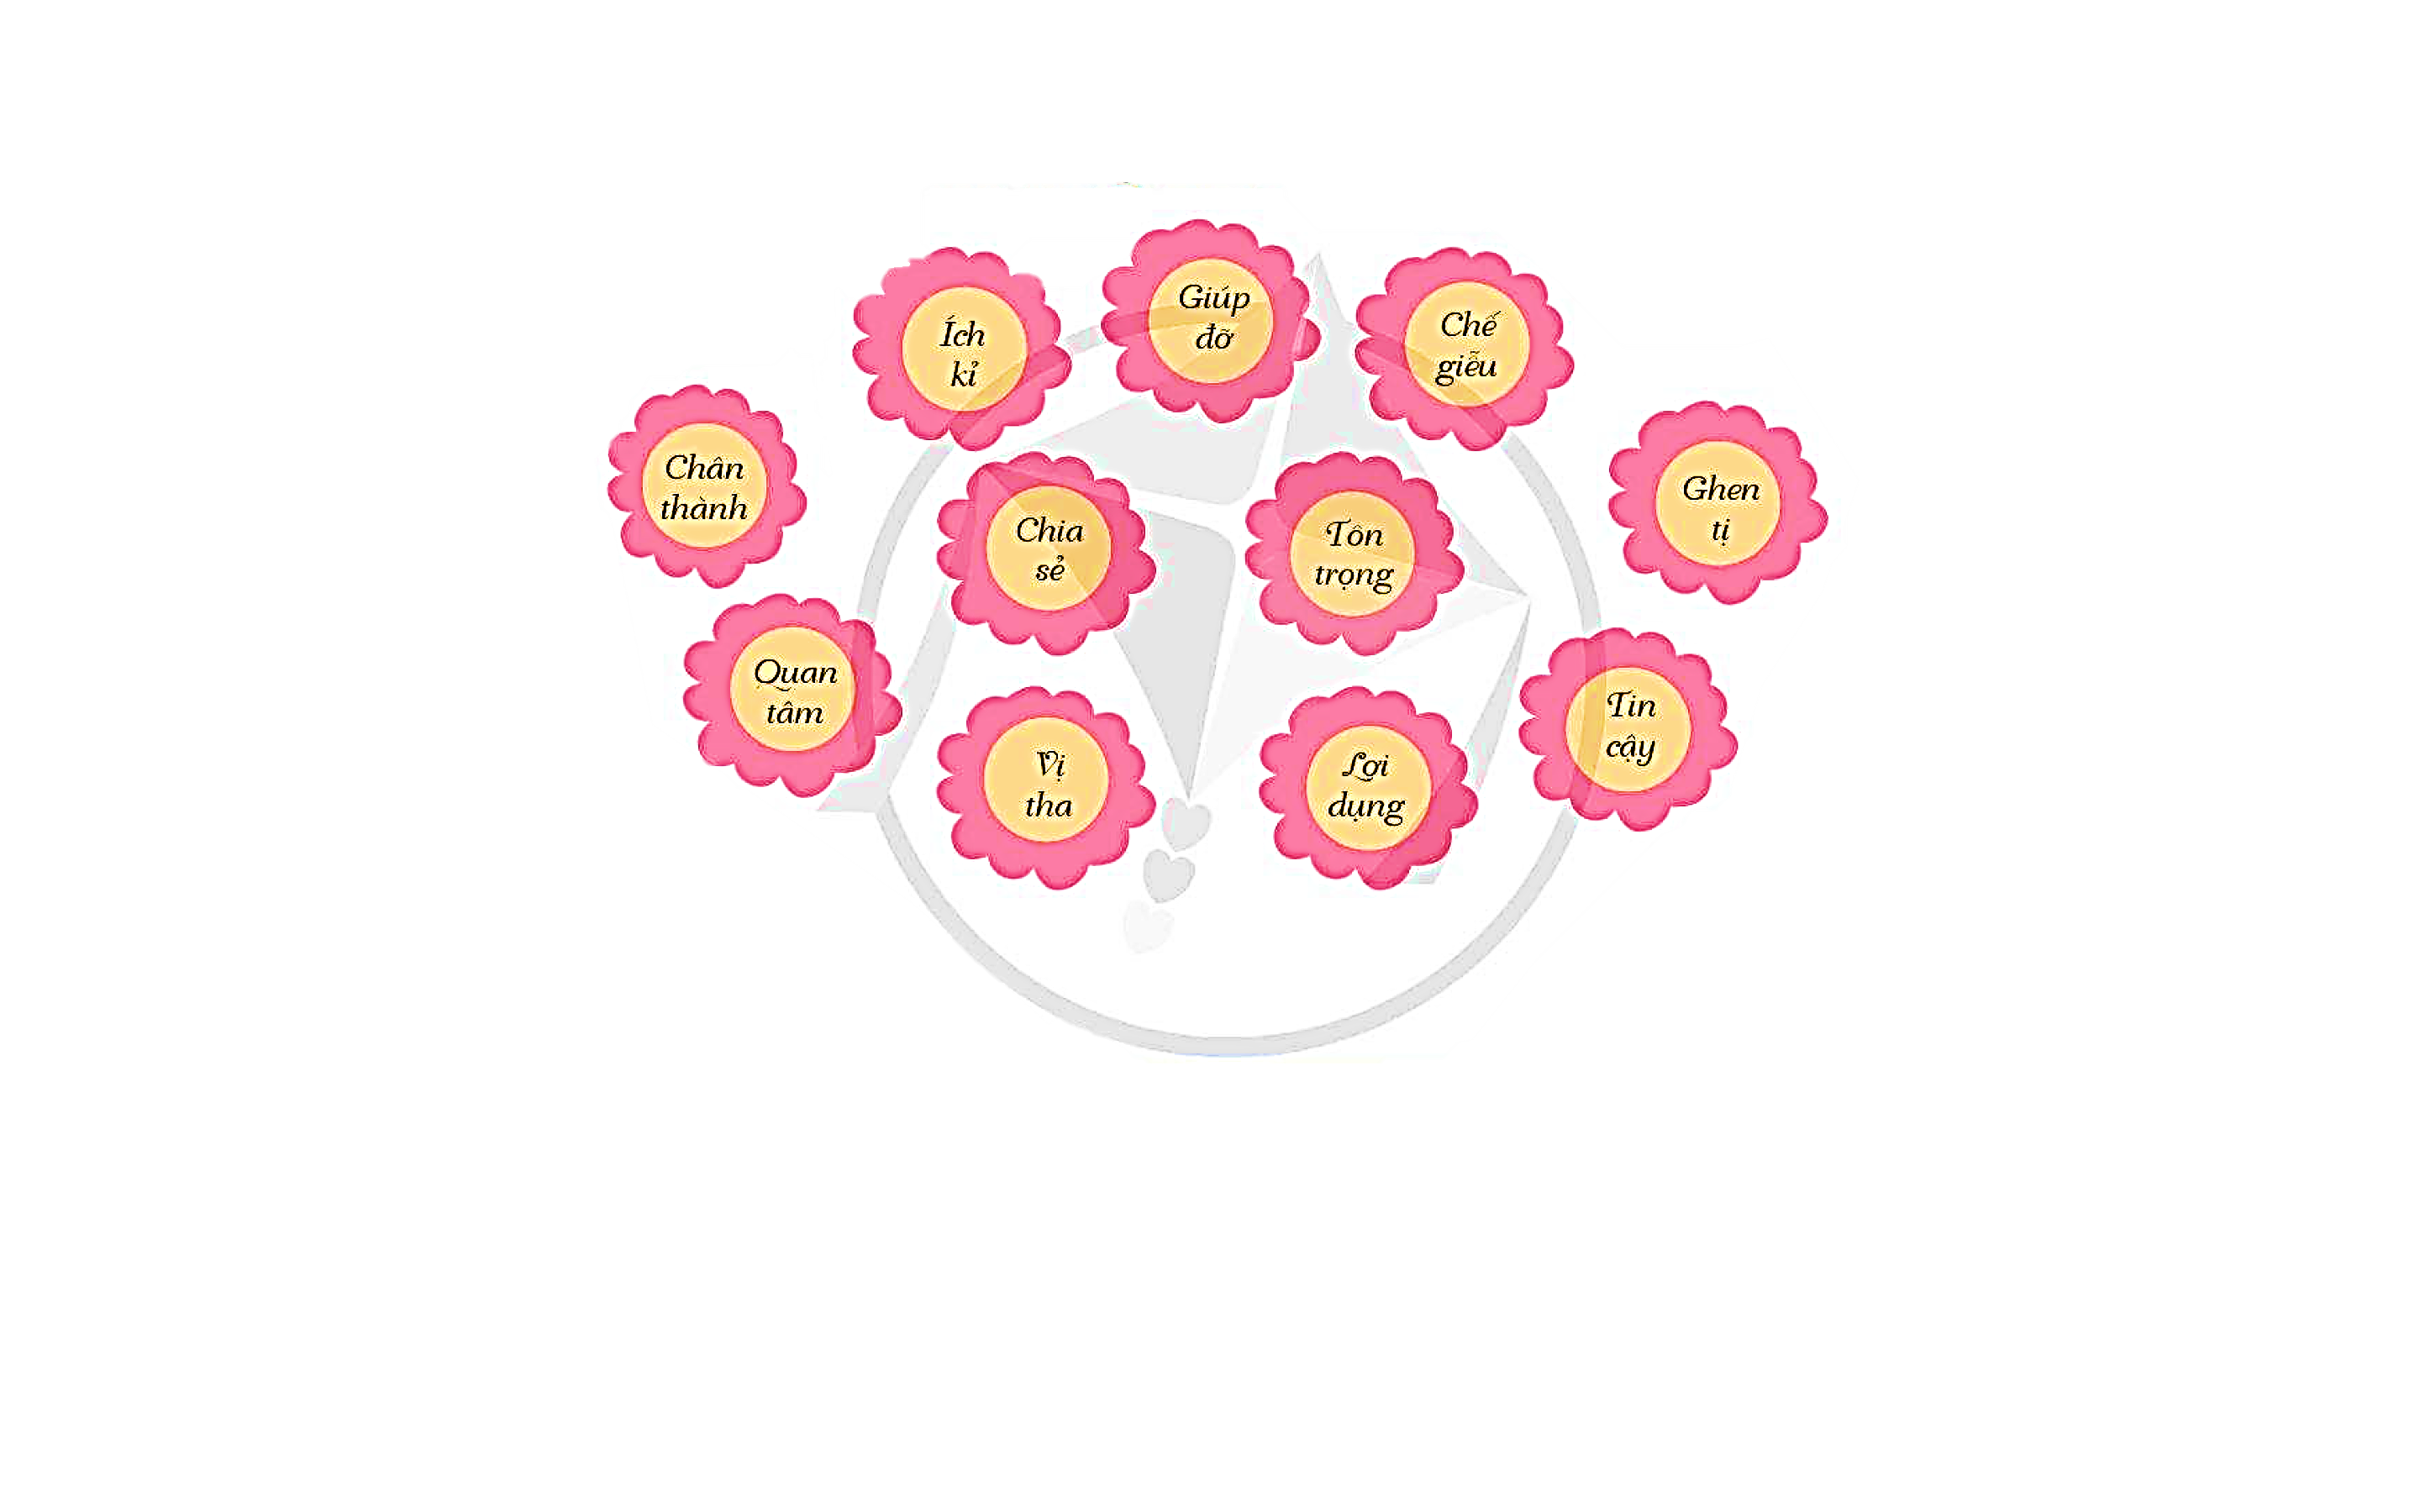 Ích
kỉ
Giúp
đỡ
Chế
giễu
Chân
thành
Ghen
tị
Chia
sẻ
Tôn
trọng
Quan
tâm
Tin
cậy
Vị
tha
Lợi
dụng